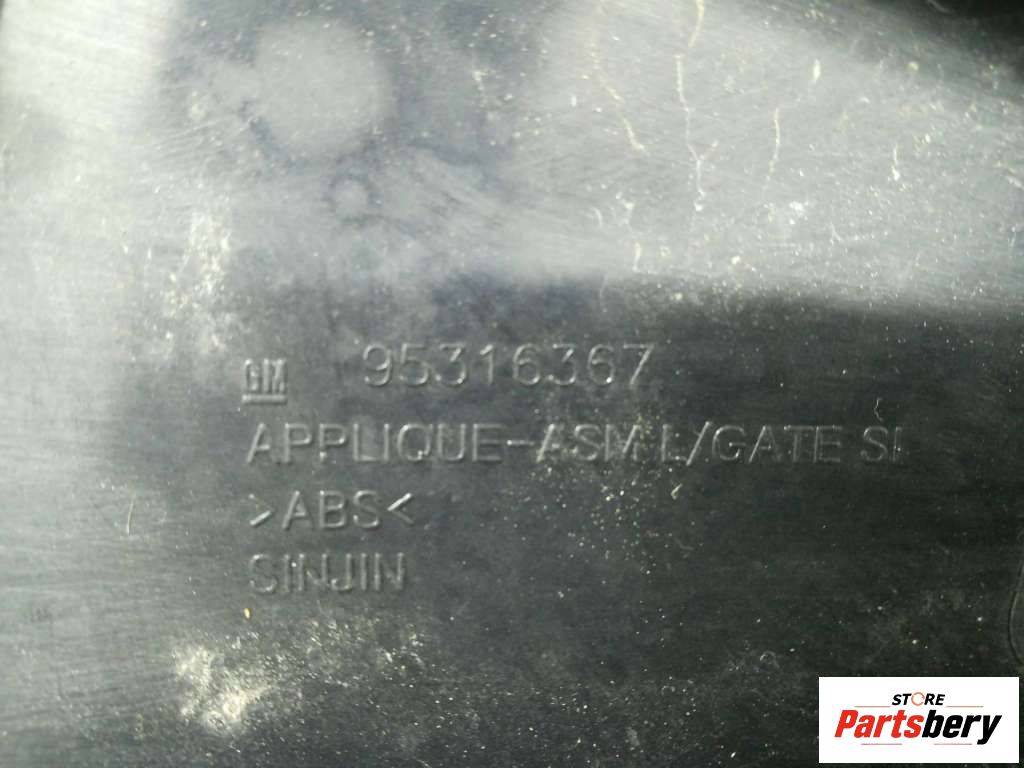 GM 95316367
APPLIQUE-ASM L/GATE SI
>ABS<
SINJIN
STORE
Partsbery